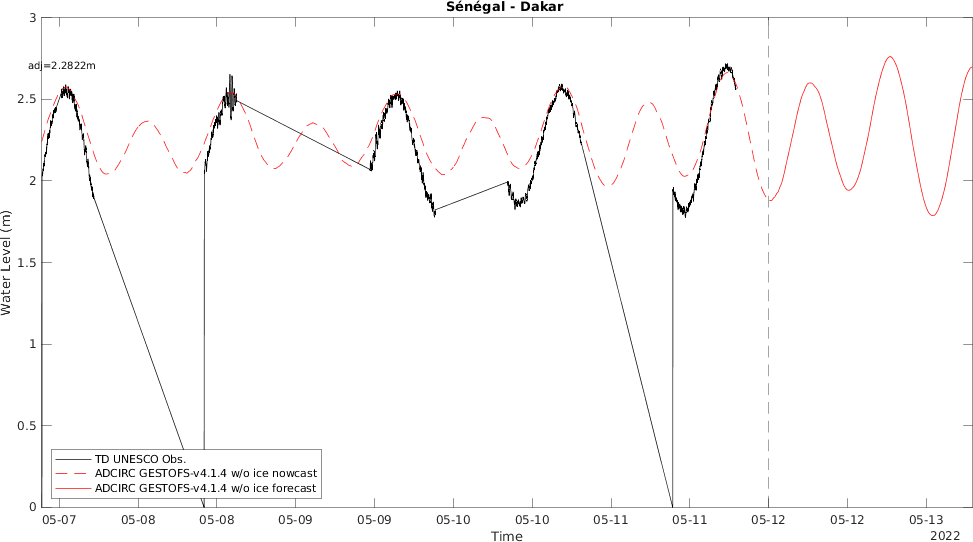 Sénégal - Dakar
adj=2.2822m
3
2.5
2
1.5
1
0.5
0
Water Level (m)
TD UNESCO Obs.
ADCIRC GESTOFS-v4.1.4 w/o ice nowcast
ADCIRC GESTOFS-v4.1.4 w/o ice forecast
05-07 05-08 05-08 05-09 05-09 05-10 05-10 05-11 05-11 05-12 05-12 05-13
Time
2022